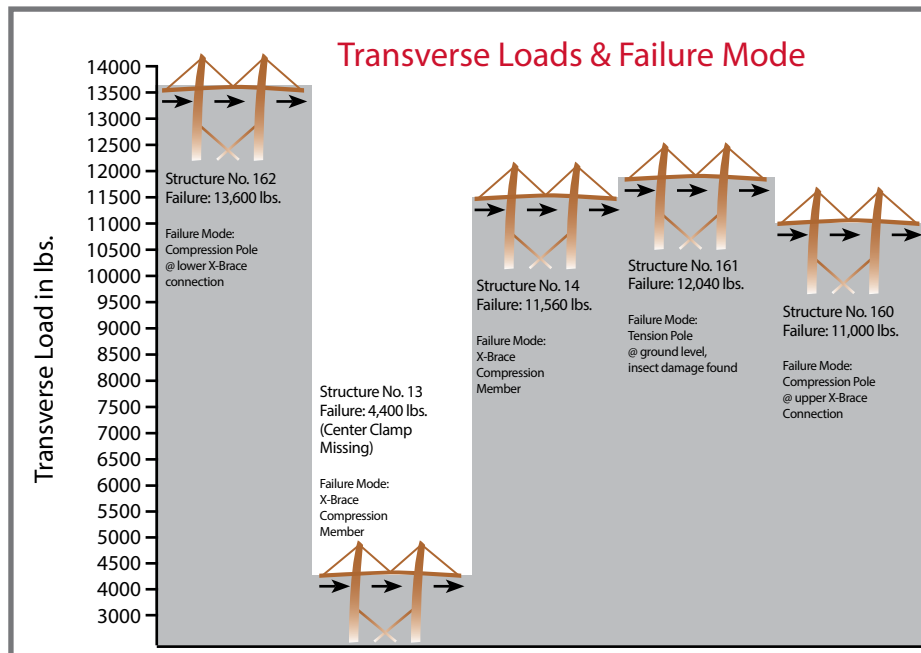 Transverse Loads & Failure Mode
Transverse Load in lbs.
14000
13500
13000
12500
12000
11500
11000
10500
10000
9500
9000
8500
8000
7500
7000
6500
6000
5500
5000
4500
4000
3000
Structure No. 162
Failure: 13,600 lbs.
Failure Mode:
Compression Pole
@ lower X-Brace
connection
Structure No. 13
Failure: 4,400 lbs.
(Center Clamp
Missing)
Failure Mode:
X-Brace
Compression
Member
Structure No. 14
Failure: 11,560 lbs.
Failure Mode:
X-Brace
Compression
Member
Structure No. 161
Failure: 12,040 lbs.
Failure Mode:
Tension Pole
@ ground level,
insect damage found
Structure No. 160
Failure: 11,000 lbs.
Failure Mode:
Compression Pole
@ upper X-Brace
Connection